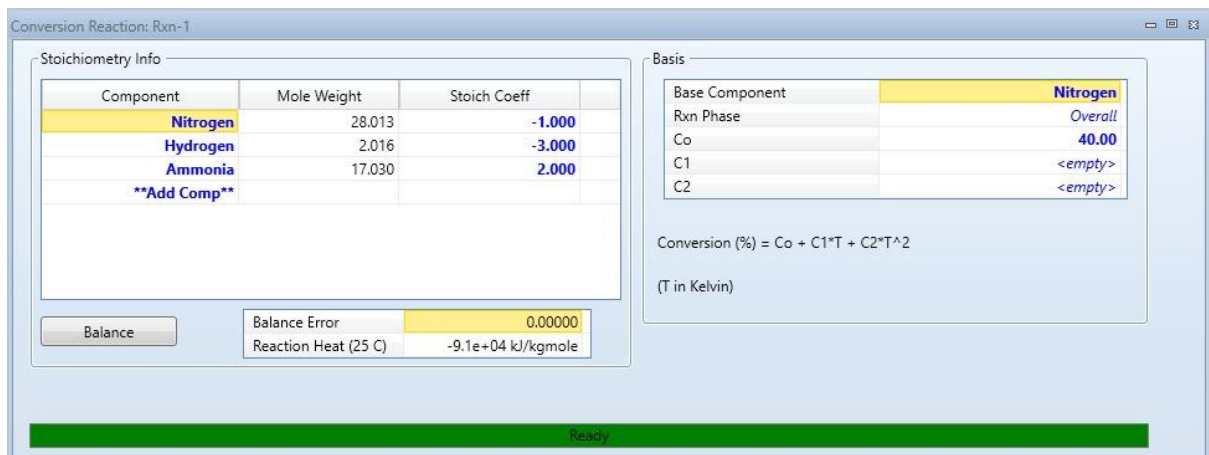 Conversion Reaction: Rxn-1
Stoichiometry Info
Component Mole Weight Stoich Coeff
Nitrogen 28.013 -1.000
Hydrogen 2.016 -3.000
Ammonia 17.030 2.000
**Add Comp**
Balance
Balance Error 0.00000
Reaction Heat (25 C) -9.1e+04 kJ/kgmole
Basis
Base Component Nitrogen
Rxn Phase Overall
Co 40.00
C1 <empty>
C2 <empty>
Conversion (%) = Co + C1*T + C2*T^2
(T in Kelvin)
Ready